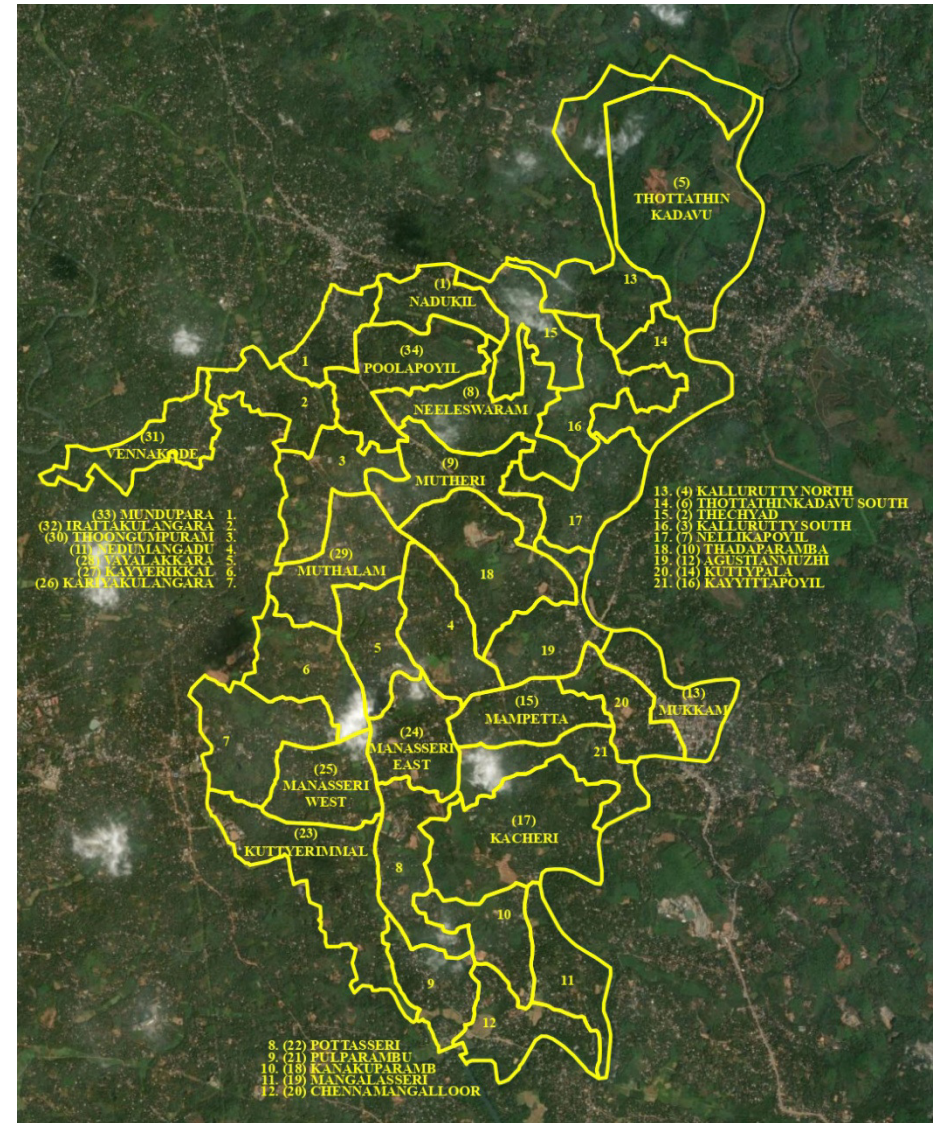 (5)
THOTTATHIN
KADAVU
13
(1)
NADUKIL
15
14
1
(34)
POOLAPOYIL
2
(8)
NEELESWARAM
16
(31)
VENNAKODE
3
(9)
MUTHERI
17
(33) MUNDUPARA 1.
(32) IRATTAKULANGARA 2.
(30) THOONGUMPURAM 3.
(11) NEDUMANGADU 4.
(28) VAYALAKKARA 5.
(27) KAYYERIKKAL 6.
(26) KARIYAKULANGARA 7.
13. (4) KALLURUTTY NORTH
14. (6) THOTTATHINKADAVU SOUTH
15. (2) THECHYAD
16. (3) KALLURUTTY SOUTH
17. (7) NELLIKAPOYIL
18. (10) THADAPARAMBA
19. (12) AGUSTIANMUZHI
20. (14) KUTTYPALA
21. (16) KAYYITTAPOYIL
(29)
MUTHALAM
18
4
5
19
6
(15)
MAMPETTA
20
(13)
MUKKAM
7
(24)
MANASSERI
EAST
21
(25)
MANASSERI
WEST
(17)
KACHERI
(23)
KUTTYERIMMAL
8
10
9
11
12
8. (22) POTTASSERI
9. (21) PULPARAMBU
10. (18) KANAKUPARAMB
11. (19) MANGALASSERI
12. (20) CHENNAMANGALLOOR